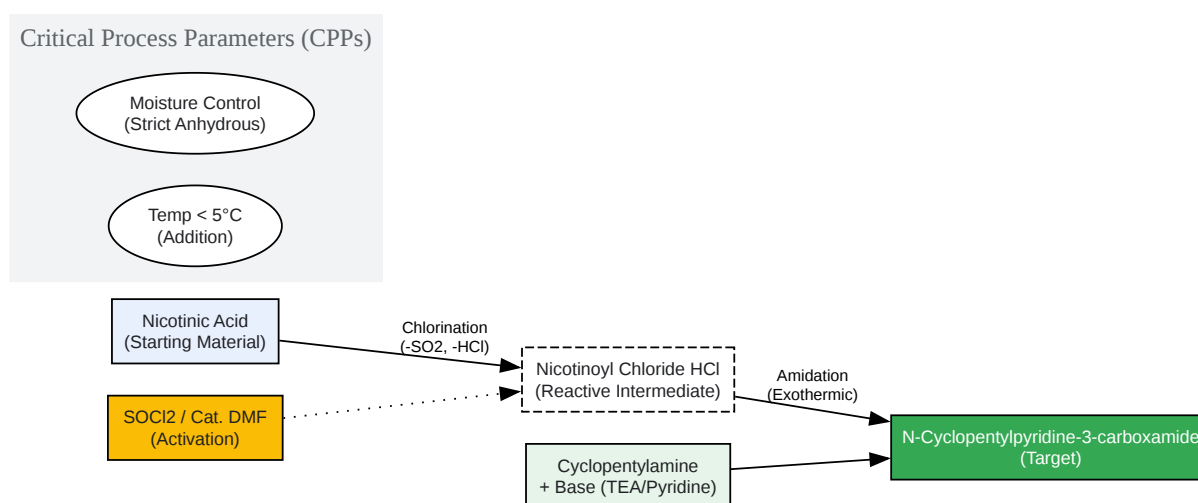 Critical Process Parameters (CPPs)
Moisture Control
(Strict Anhydrous)
Temp < 5°C
(Addition)
Nicotinic Acid
(Starting Material)
Chlorination
(-SO2, -HCl)
Nicotinoyl Chloride HCl
(Reactive Intermediate)
Amidation
(Exothermic)
SOCl2 / Cat. DMF
(Activation)
N-Cyclopentylpyridine-3-carboxamide
(Target)
Cyclopentylamine
+ Base (TEA/Pyridine)